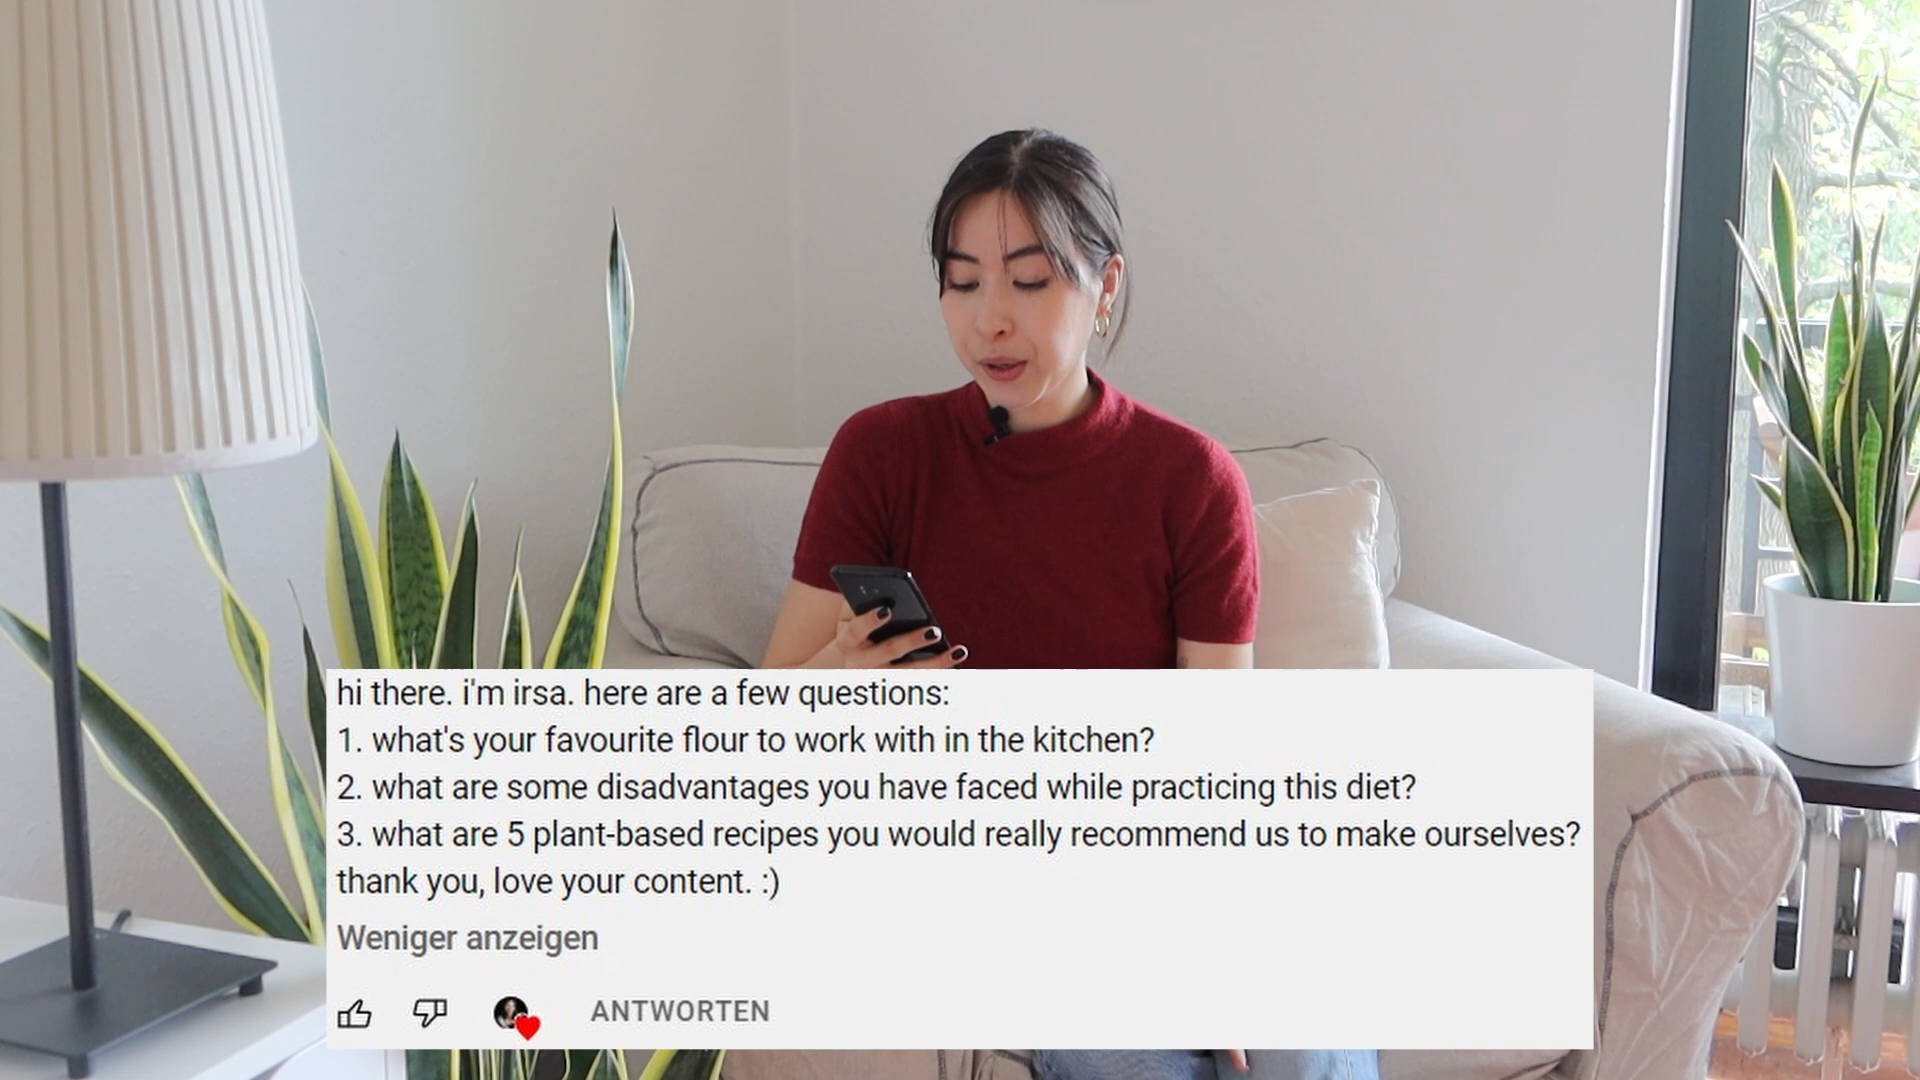 hi there. i'm irsa. here are a few questions:
1. what's your favourite flour to work with in the kitchen?
2. what are some disadvantages you have faced while practicing this diet?
3. what are 5 plant-based recipes you would really recommend us to make ourselves?
thank you, love your content. :)
Weniger anzeigen
ANTWORTEN